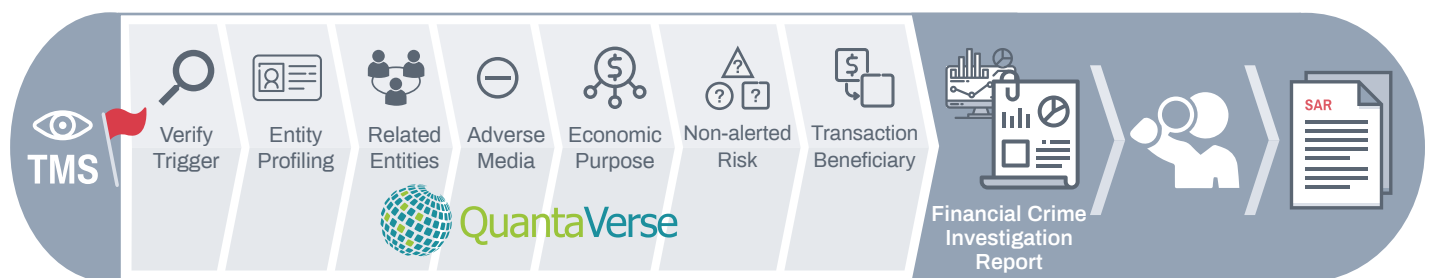 TMS
Verify
Trigger
Entity
Profiling
Related
Entities
Adverse
Media
Economic
Purpose
Non-alerted
Risk
Transaction
Beneficiary
QuantaVerse
Financial Crime
Investigation
Report
SAR